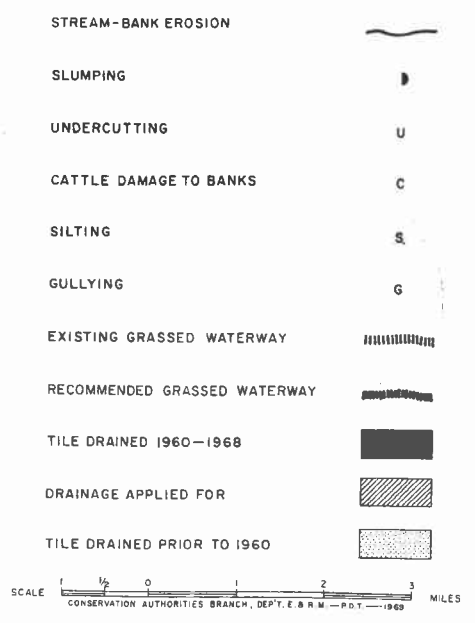 STREAM-BANK EROSION
SLUMPING
UNDERCUTTING U
CATTLE DAMAGE TO BANKS C
SILTING S
GULLYING G
EXISTING GRASSED WATERWAY
RECOMMENDED GRASSED WATERWAY
TILE DRAINED 1960-1968
DRAINAGE APPLIED FOR
TILE DRAINED PRIOR TO 1960
SCALE 1 1/2 0 1 2 3 MILES
CONSERVATION AUTHORITIES BRANCH, DEP'T. E. & R. M. — P.D.T. — 1969